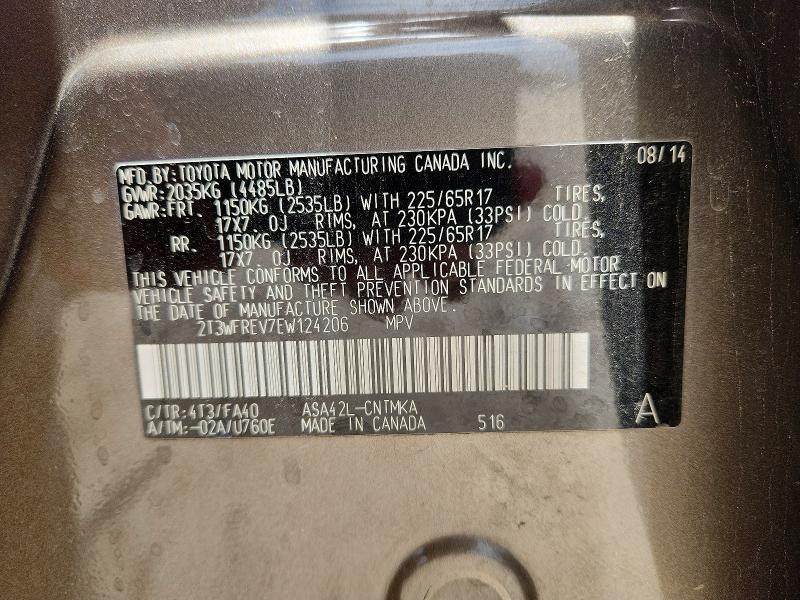 MFD.BY:TOYOTA MOTOR MANUFACTURING CANADA INC. 08/14
GVWR:2035KG (4485LB)
GAWR:FRT. 1150KG (2535LB) WITH 225/65R17 TIRES,
17X7.0J RIMS, AT 230KPA (33PSI) COLD.
RR. 1150KG (2535LB) WITH 225/65R17 TIRES,
17X7.0J RIMS, AT 230KPA (33PSI) COLD.
THIS VEHICLE CONFORMS TO ALL APPLICABLE FEDERAL MOTOR
VEHICLE SAFETY AND THEFT PREVENTION STANDARDS IN EFFECT ON
THE DATE OF MANUFACTURE SHOWN ABOVE.
2T3WFREV7EW124206 MPV
C/TR:4T3/FA40 ASA42L-CNTMKA
A/TM:-02A/U760E MADE IN CANADA 516 A